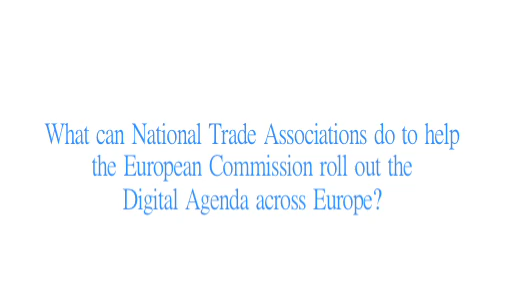 What can National Trade Associations do to help
the European Commission roll out the
Digital Agenda across Europe?